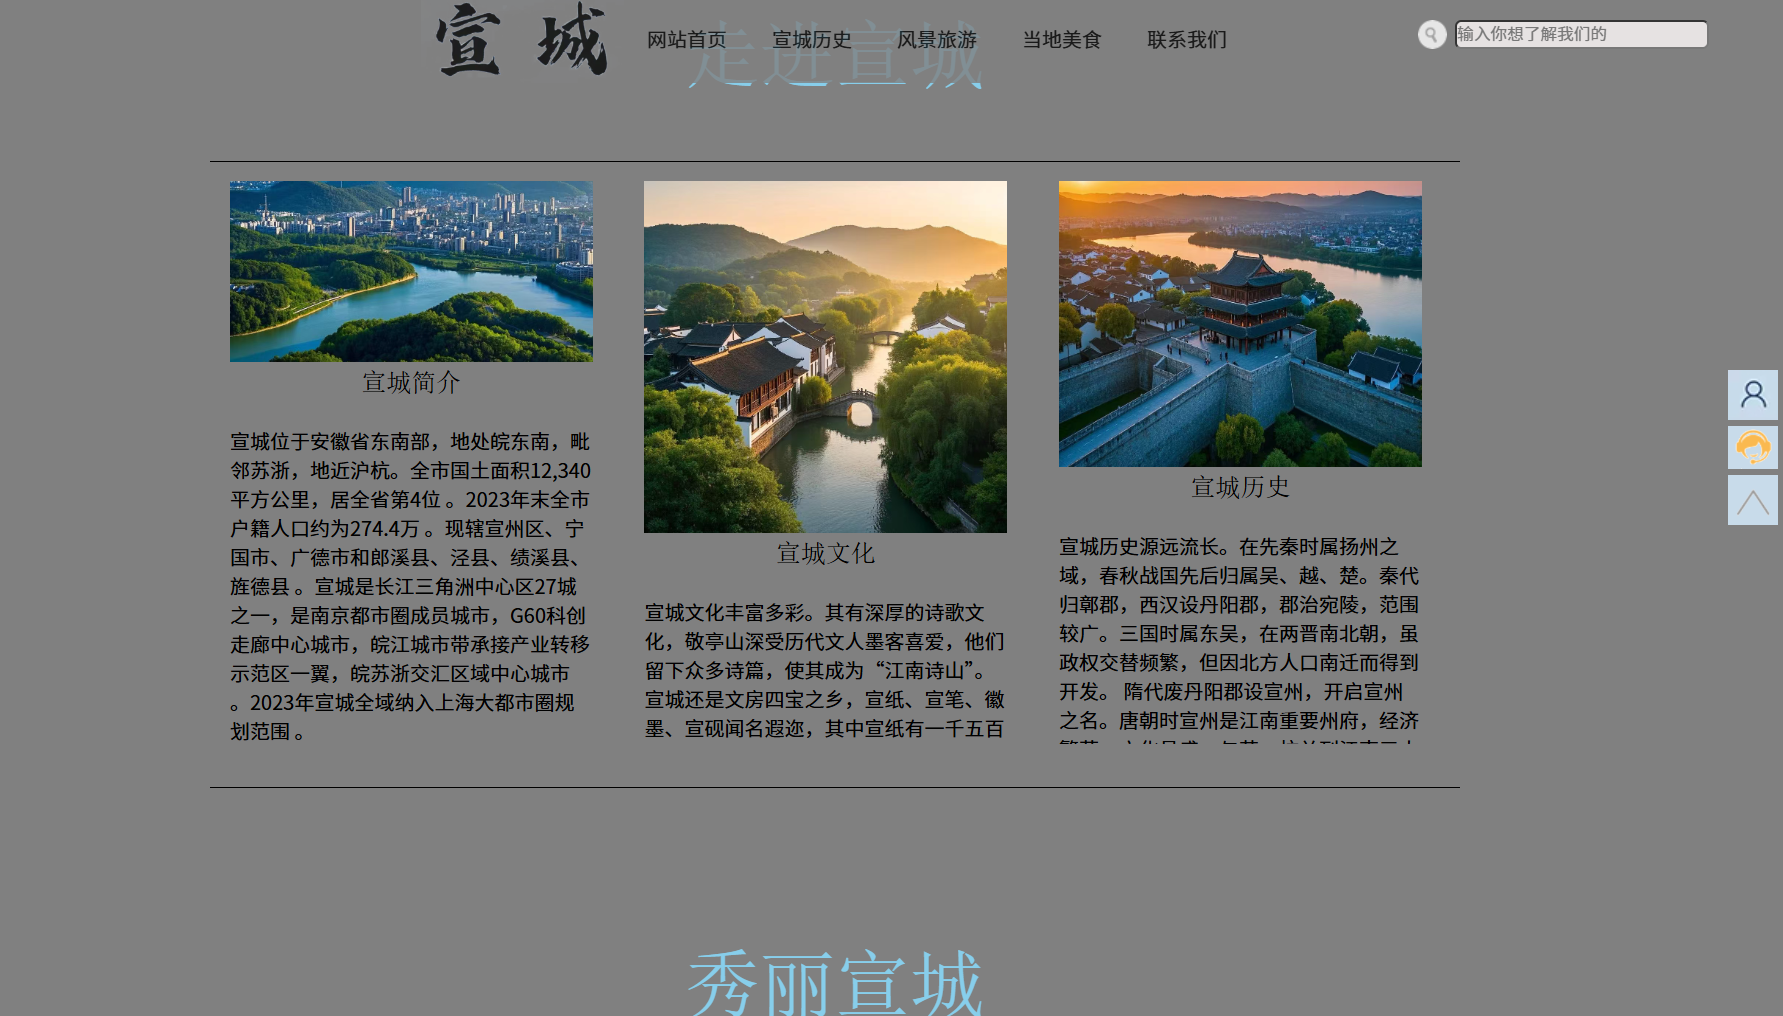 宣 城
网站首页
宣城历史
风景旅游
当地美食
联系我们
输入你想了解我们的
走进宣城
宣城简介
宣城位于安徽省东南部，地处皖东南，毗
邻苏浙，地近沪杭。全市国土面积12,340
平方公里，居全省第4位 。2023年末全市
户籍人口约为274.4万 。现辖宣州区、宁
国市、广德市和郎溪县、泾县、绩溪县、
旌德县 。宣城是长江三角洲中心区27城
之一，是南京都市圈成员城市，G60科创
走廊中心城市，皖江城市带承接产业转移
示范区一翼，皖苏浙交汇区域中心城市
。2023年宣城全域纳入上海大都市圈规
划范围 。
宣城文化
宣城文化丰富多彩。其有深厚的诗歌文
化，敬亭山深受历代文人墨客喜爱，他们
留下众多诗篇，使其成为“江南诗山”。
宣城还是文房四宝之乡，宣纸、宣笔、徽
墨、宣砚闻名遐迩，其中宣纸有一千五百
宣城历史
宣城历史源远流长。在先秦时属扬州之
域，春秋战国先后归属吴、越、楚。秦代
归鄣郡，西汉设丹阳郡，郡治宛陵，范围
较广。三国时属东吴，在两晋南北朝，虽
政权交替频繁，但因北方人口南迁而得到
开发。 隋代废丹阳郡设宣州，开启宣州
之名。唐朝时宣州是江南重要州府，经济
秀丽宣城